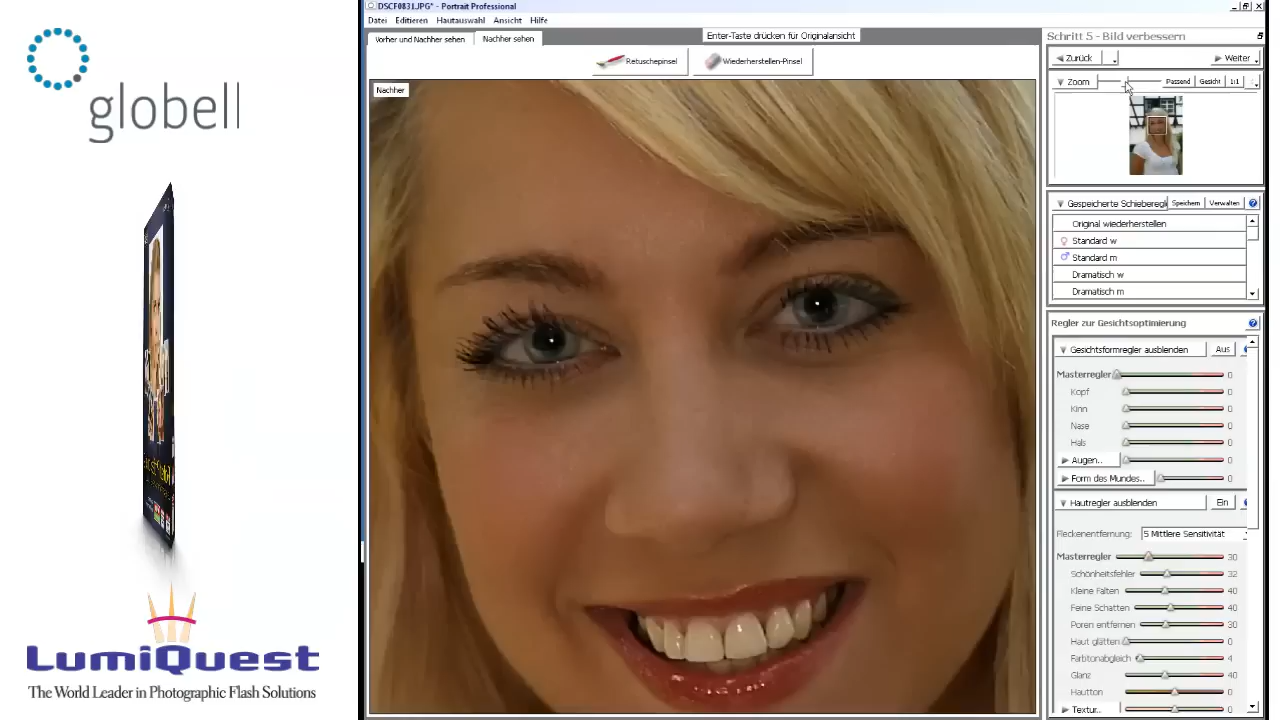 globell
LUMIQUEST
The World Leader in Photographic Flash Solutions
DSCF0831.JPG* - Portrait Professional
Datei Editieren Hautauswahl Ansicht Hilfe
Vorher und Nachher sehen
Nachher sehen
Enter-Taste drücken für Originalansicht
Retuschepinsel
Wiederherstellen-Pinsel
Nachher
Schritt 5 - Bild verbessern
Zurück
Weiter
Zoom
Passend
Gesicht
1:1
Gespeicherte Schieberegl
Speichern
Verwalten
Original wiederherstellen
Standard w
Standard m
Dramatisch w
Dramatisch m
Regler zur Gesichtsoptimierung
Gesichtsformregler ausblenden Aus
Masterregler 0
Kopf 0
Kinn 0
Nase 0
Hals 0
Augen.. 0
Form des Mundes.. 0
Hautregler ausblenden Ein
Fleckenentfernung: 5 Mittlere Sensitivität
Masterregler 30
Schönheitsfehler 32
Kleine Falten 40
Feine Schatten 40
Poren entfernen 30
Haut glätten 0
Farbtonabgleich 4
Glanz 40
Hautton 0
Textur.. 0